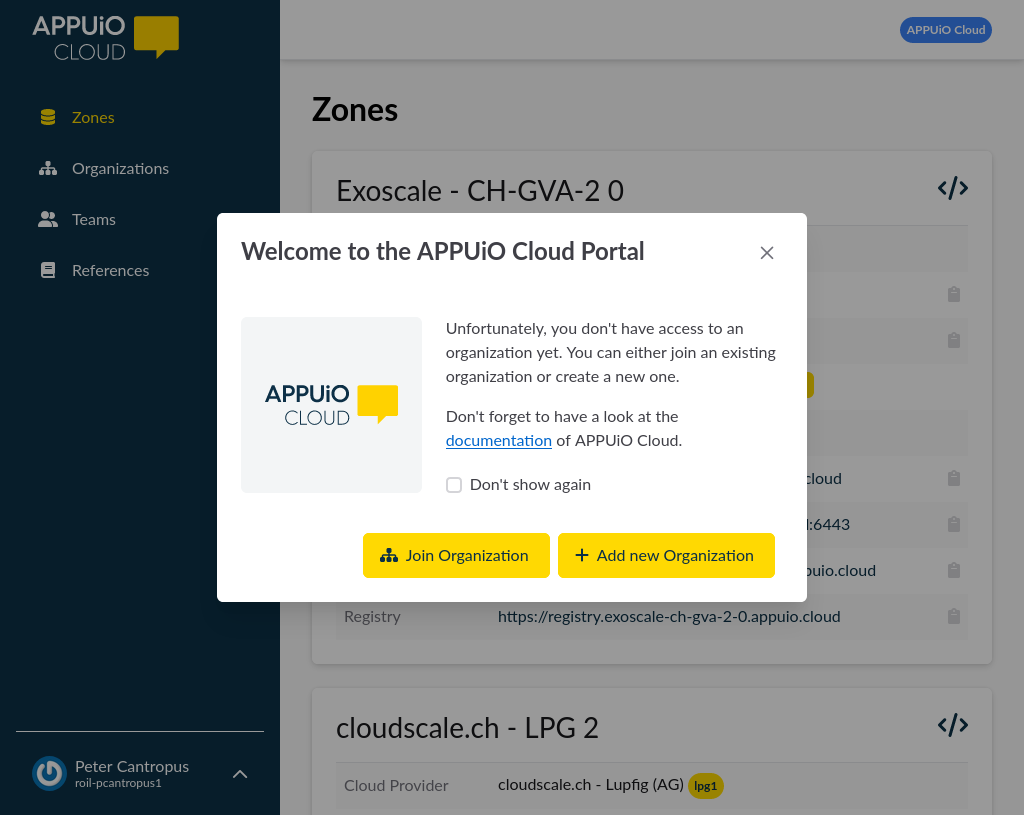 APPUiO
CLOUD
APPUiO Cloud
Zones
Organizations
Teams
References
Zones
Exoscale - CH-GVA-2 0
Welcome to the APPUiO Cloud Portal
APPUiO
CLOUD
Unfortunately, you don't have access to an
organization yet. You can either join an existing
organization or create a new one.
Don't forget to have a look at the
documentation of APPUiO Cloud.
Don't show again
Join Organization
Add new Organization
cloud
:6443
puio.cloud
Registry https://registry.exoscale-ch-gva-2-0.appuio.cloud
cloudscale.ch - LPG 2
Cloud Provider cloudscale.ch - Lupfig (AG) lpg1
Peter Cantropus
roil-pcantropus1